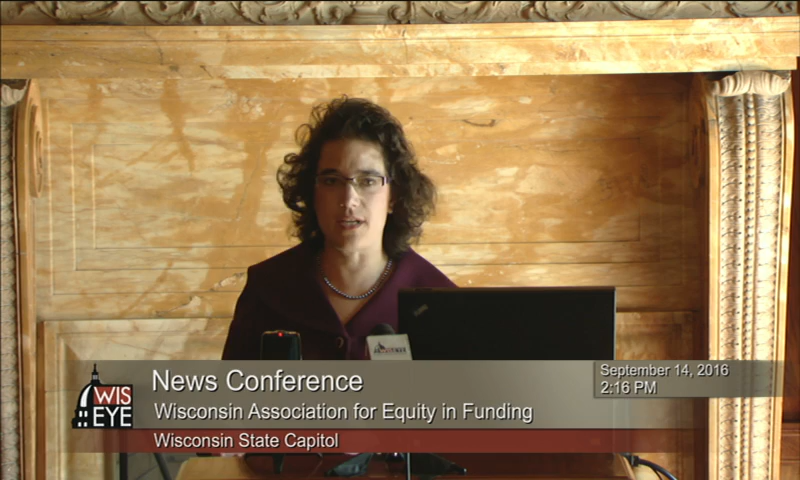 WIS
EYE
News Conference
Wisconsin Association for Equity in Funding
Wisconsin State Capitol
September 14, 2016
2:16 PM